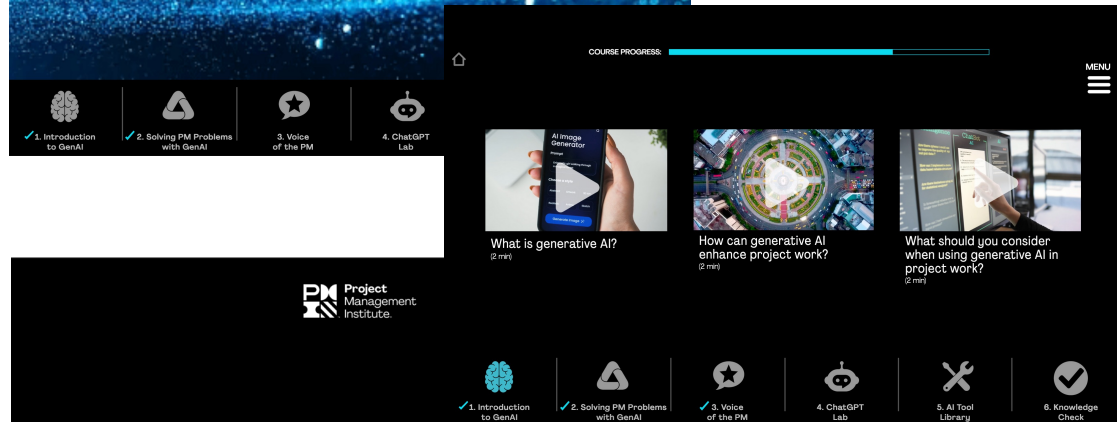 COURSE PROGRESS:
MENU
✓1. Introduction
to GenAI
✓2. Solving PM Problems
with GenAI
3. Voice
of the PM
4. ChatGPT
Lab
AI Image
Generator
Generate Image
What is generative AI?
(2 min)
How can generative AI
enhance project work?
(2 min)
What should you consider
when using generative AI in
project work?
(2 min)
PM
Project
Management
Institute.
✓1. Introduction
to GenAI
✓2. Solving PM Problems
with GenAI
✓3. Voice
of the PM
4. ChatGPT
Lab
5. AI Tool
Library
6. Knowledge
Check